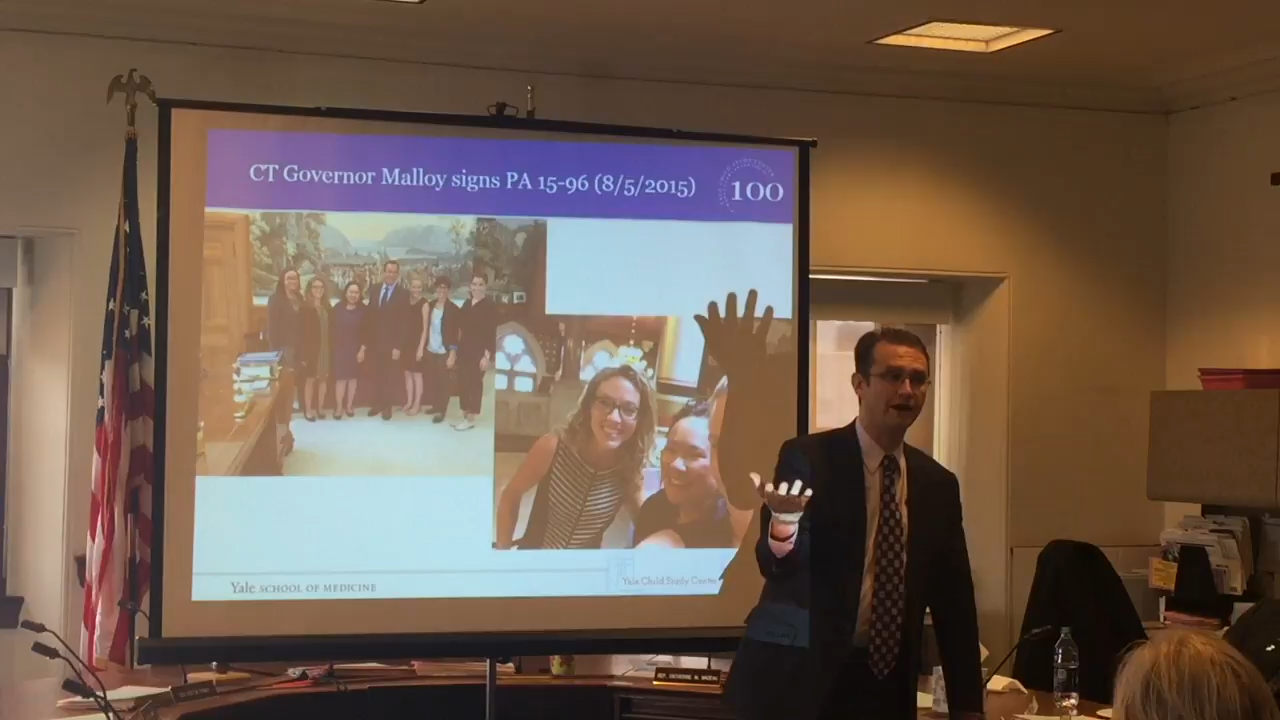 CT Governor Malloy signs PA 15-96 (8/5/2015)
100
Yale SCHOOL OF MEDICINE
Yale Child Study Center